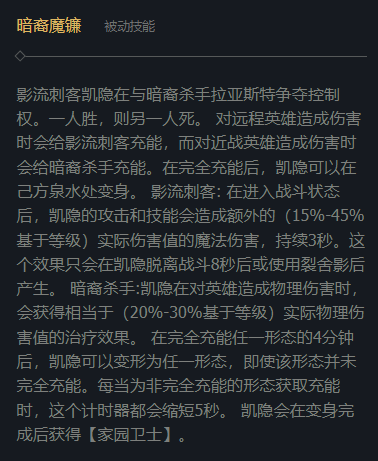 暗裔魔镰 被动技能
影流刺客凯隐在与暗裔杀手拉亚斯特争夺控制
权。一人胜，则另一人死。 对远程英雄造成伤害
时会给影流刺客充能，而对近战英雄造成伤害时
会给暗裔杀手充能。在完全充能后，凯隐可以在
己方泉水处变身。 影流刺客: 在进入战斗状态
后，凯隐的攻击和技能会造成额外的（15%-45%
基于等级）实际伤害值的魔法伤害，持续3秒。这
个效果只会在凯隐脱离战斗8秒后或使用裂舍影后
产生。 暗裔杀手:凯隐在对英雄造成物理伤害时，
会获得相当于（20%-30%基于等级）实际物理伤
害值的治疗效果。 在完全充能任一形态的4分钟
后，凯隐可以变形为任一形态，即使该形态并未
完全充能。每当为非完全充能的形态获取充能
时，这个计时器都会缩短5秒。 凯隐会在变身完
成后获得【家园卫士】。